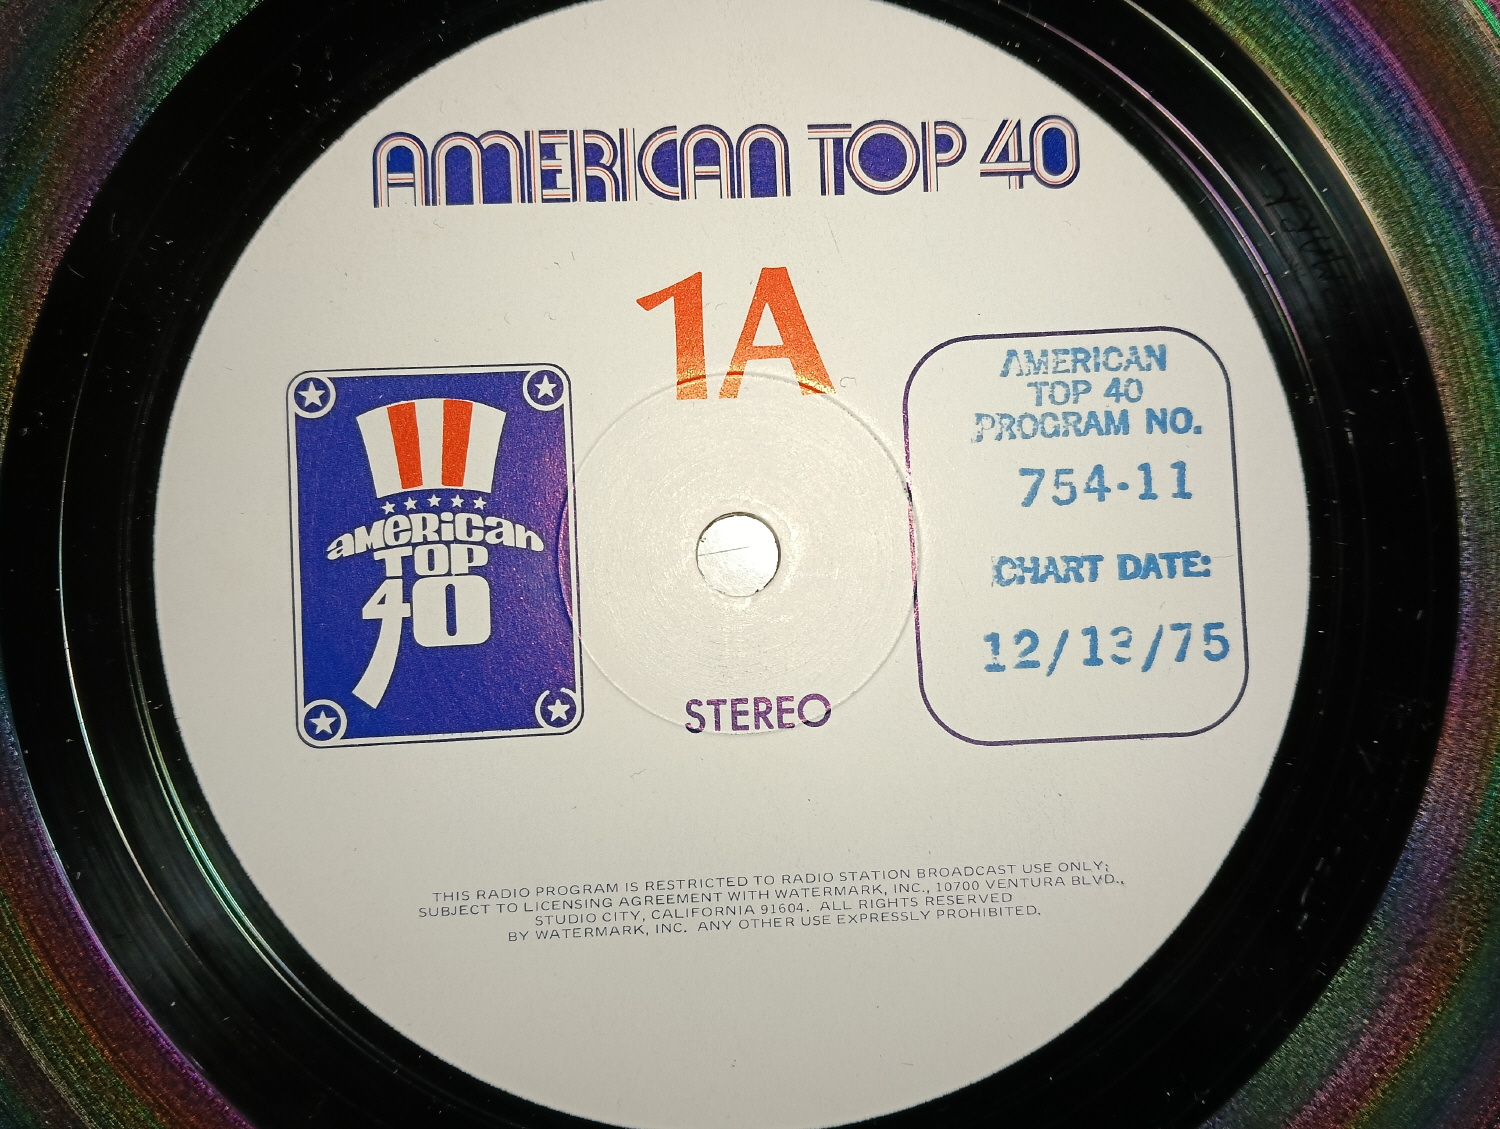 AMERICAN TOP 40
1A
AMERICAN
TOP 40
PROGRAM NO.
754-11
CHART DATE:
12/13/75
AMERICAN
TOP
40
STEREO
THIS RADIO PROGRAM IS RESTRICTED TO RADIO STATION BROADCAST USE ONLY;
SUBJECT TO LICENSING AGREEMENT WITH WATERMARK, INC., 10700 VENTURA BLVD.,
STUDIO CITY, CALIFORNIA 91604. ALL RIGHTS RESERVED
BY WATERMARK, INC. ANY OTHER USE EXPRESSLY PROHIBITED.